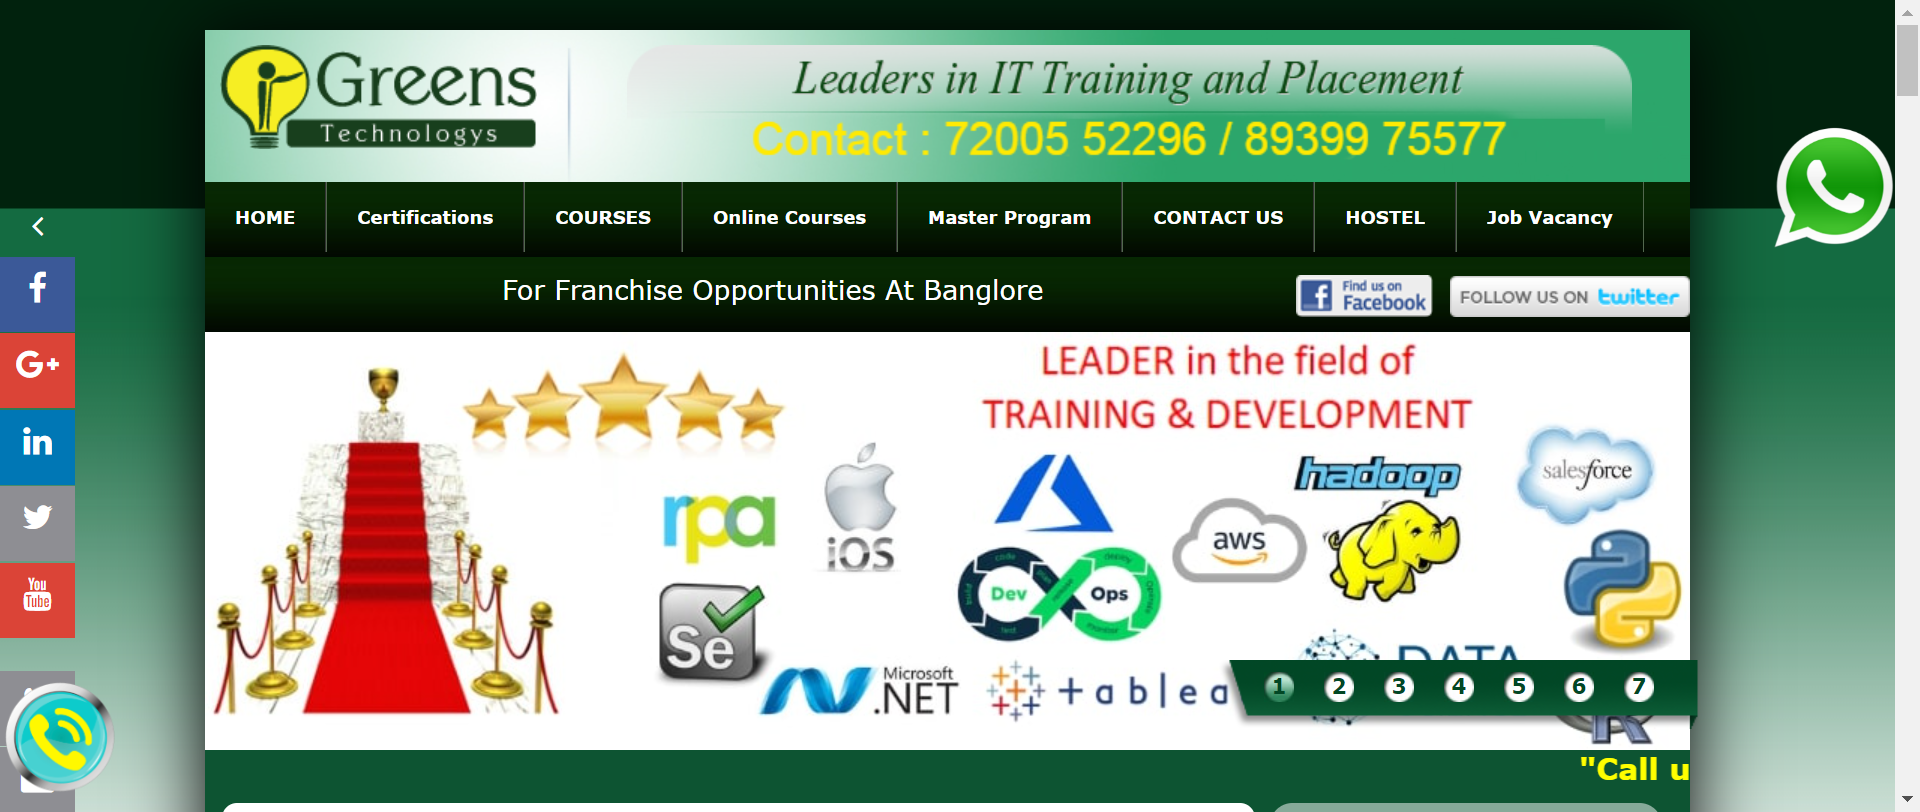 Greens
Technologys
Leaders in IT Training and Placement
Contact : 72005 52296 / 89399 75577
HOME
Certifications
COURSES
Online Courses
Master Program
CONTACT US
HOSTEL
Job Vacancy
For Franchise Opportunities At Banglore
Find us on
Facebook
FOLLOW US ON twitter
G+
in
You
Tube
LEADER in the field of
TRAINING & DEVELOPMENT
rpa
iOS
hadoop
salesforce
aws
Dev
Ops
Se
Microsoft
.NET
+ a b l e a
DATA
R
1
2
3
4
5
6
7
"Call u